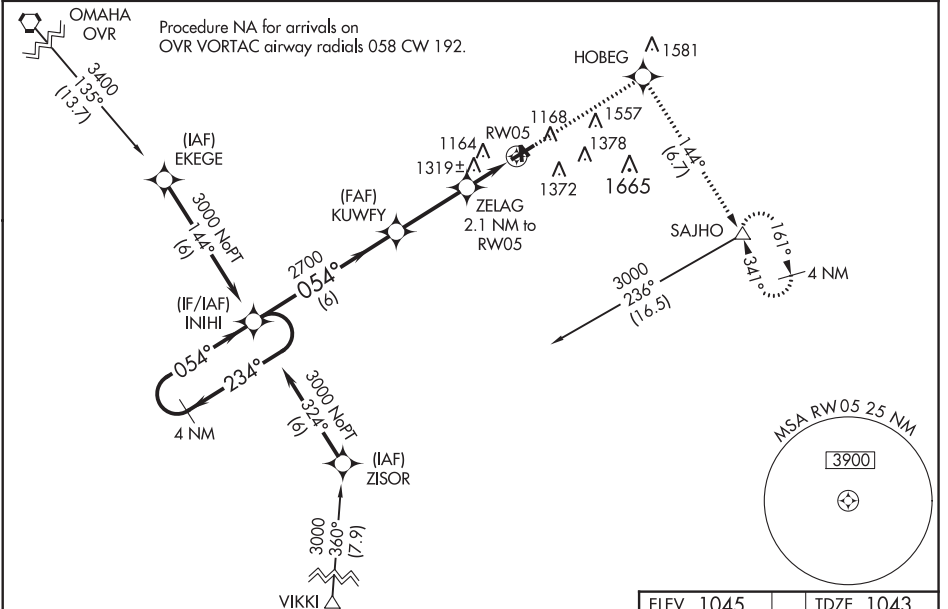 OMAHA
OVR
Procedure NA for arrivals on
OVR VORTAC airway radials 058 CW 192.
3400
135°
(13.7)
(IAF)
EKEGE
3000 NoPT
144°
(6)
(IF/IAF)
INIHI
054°
234°
4 NM
2700
054°
(6)
(FAF)
KUWFY
1164
1319±
RW05
ZELAG
2.1 NM to
RW05
1168
1557
1378
1372
1665
HOBEG
1581
144°
(6.7)
SAJHO
161°
341°
4 NM
3000
236°
(16.5)
3000 NoPT
324°
(6)
(IAF)
ZISOR
3000
360°
(7.9)
VIKKI
MSA RW05 25 NM
3900
ELEV 1045
TDZE 1043